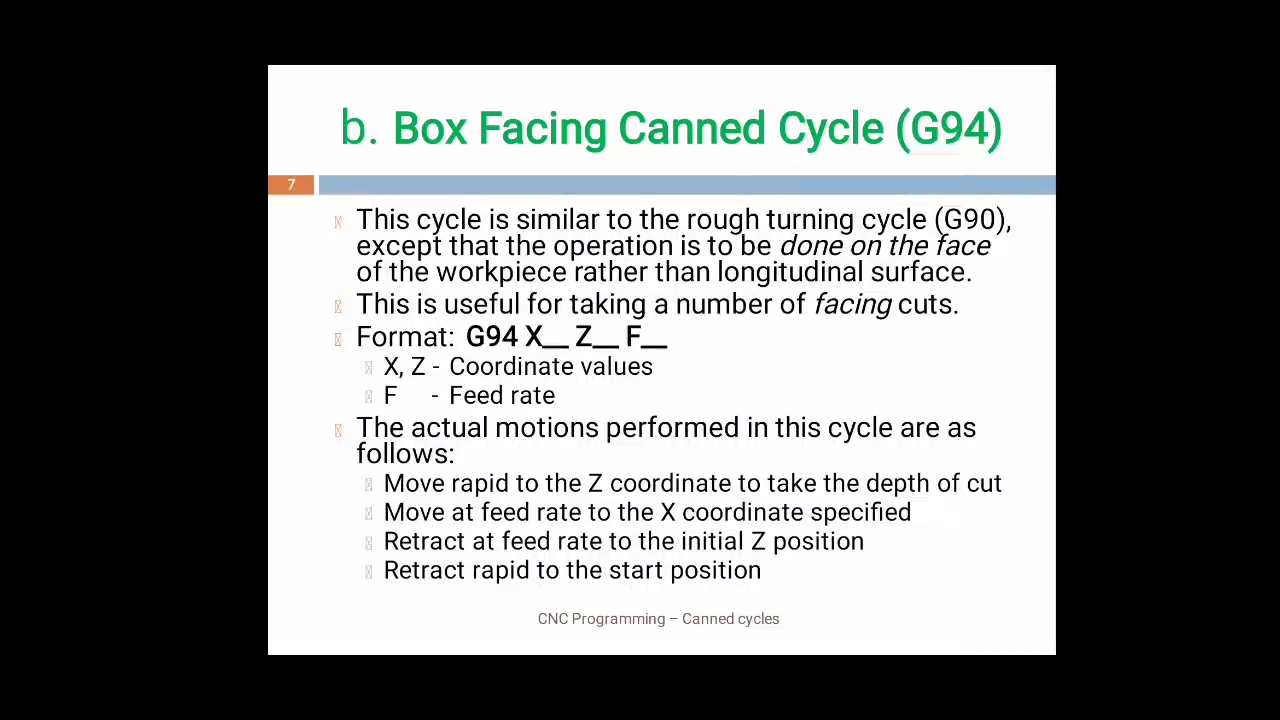 b. Box Facing Canned Cycle (G94)
7
This cycle is similar to the rough turning cycle (G90),
except that the operation is to be done on the face
of the workpiece rather than longitudinal surface.
This is useful for taking a number of facing cuts.
Format: G94 X__ Z__ F__
X, Z - Coordinate values
F - Feed rate
The actual motions performed in this cycle are as
follows:
Move rapid to the Z coordinate to take the depth of cut
Move at feed rate to the X coordinate specified
Retract at feed rate to the initial Z position
Retract rapid to the start position
CNC Programming – Canned cycles